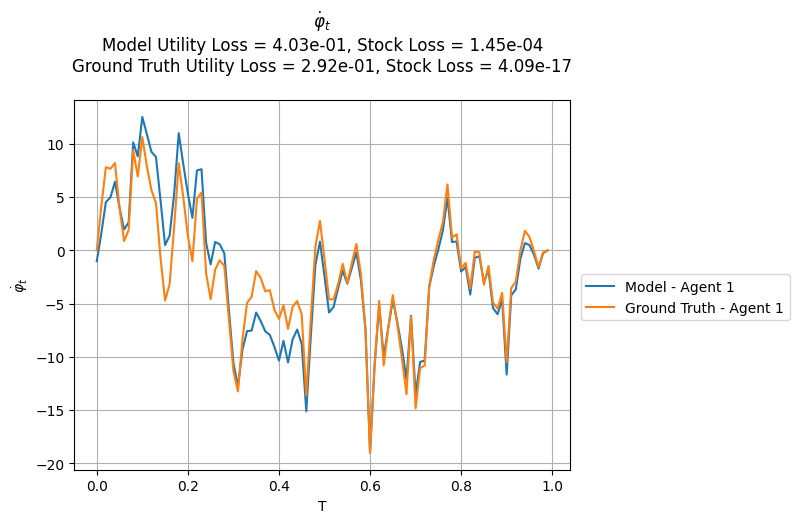 φ̇ₜ
Model Utility Loss = 4.03e-01, Stock Loss = 1.45e-04
Ground Truth Utility Loss = 2.92e-01, Stock Loss = 4.09e-17
φ̇ₜ
10
5
0
−5
−10
−15
−20
0.0 0.2 0.4 0.6 0.8 1.0
T
Model - Agent 1
Ground Truth - Agent 1